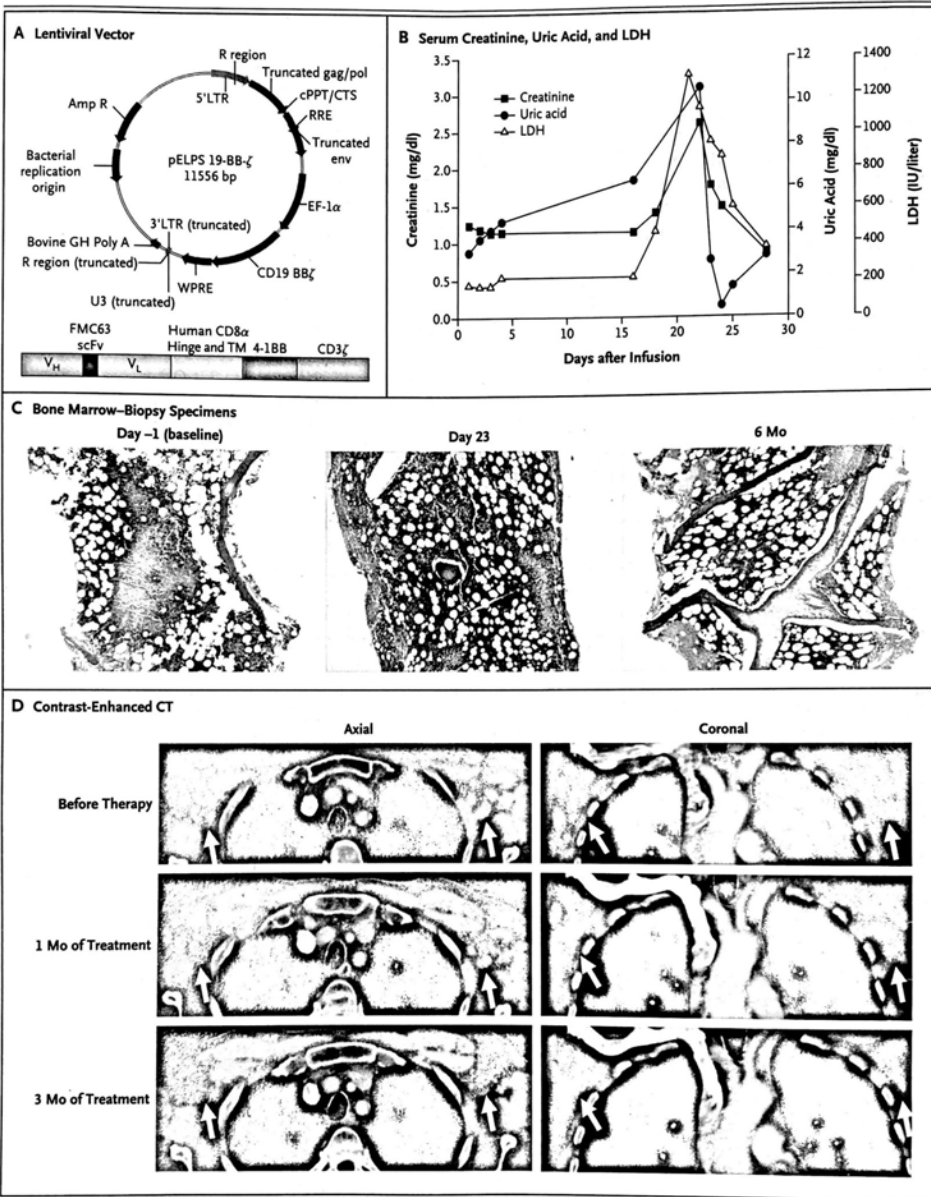 A Lentiviral Vector
R region
Truncated gag/pol
5'LTR
cPPT/CTS
Amp R
RRE
Truncated
env
Bacterial
replication
origin
pELPS 19-BB-ζ
11556 bp
EF-1α
3'LTR (truncated)
Bovine GH Poly A
R region (truncated)
CD19 BBζ
WPRE
U3 (truncated)
FMC63
scFv
Human CD8α
Hinge and TM
4-1BB
CD3ζ
VH
VL
B Serum Creatinine, Uric Acid, and LDH
3.5
3.0
2.5
2.0
1.5
1.0
0.5
0.0
Creatinine (mg/dl)
Creatinine
Uric acid
LDH
12
10
8
6
4
2
0
Uric Acid (mg/dl)
1400
1200
1000
800
600
400
200
0
LDH (IU/liter)
0 5 10 15 20 25 30
Days after Infusion
C Bone Marrow–Biopsy Specimens
Day –1 (baseline)
Day 23
6 Mo
D Contrast-Enhanced CT
Axial
Coronal
Before Therapy
1 Mo of Treatment
3 Mo of Treatment